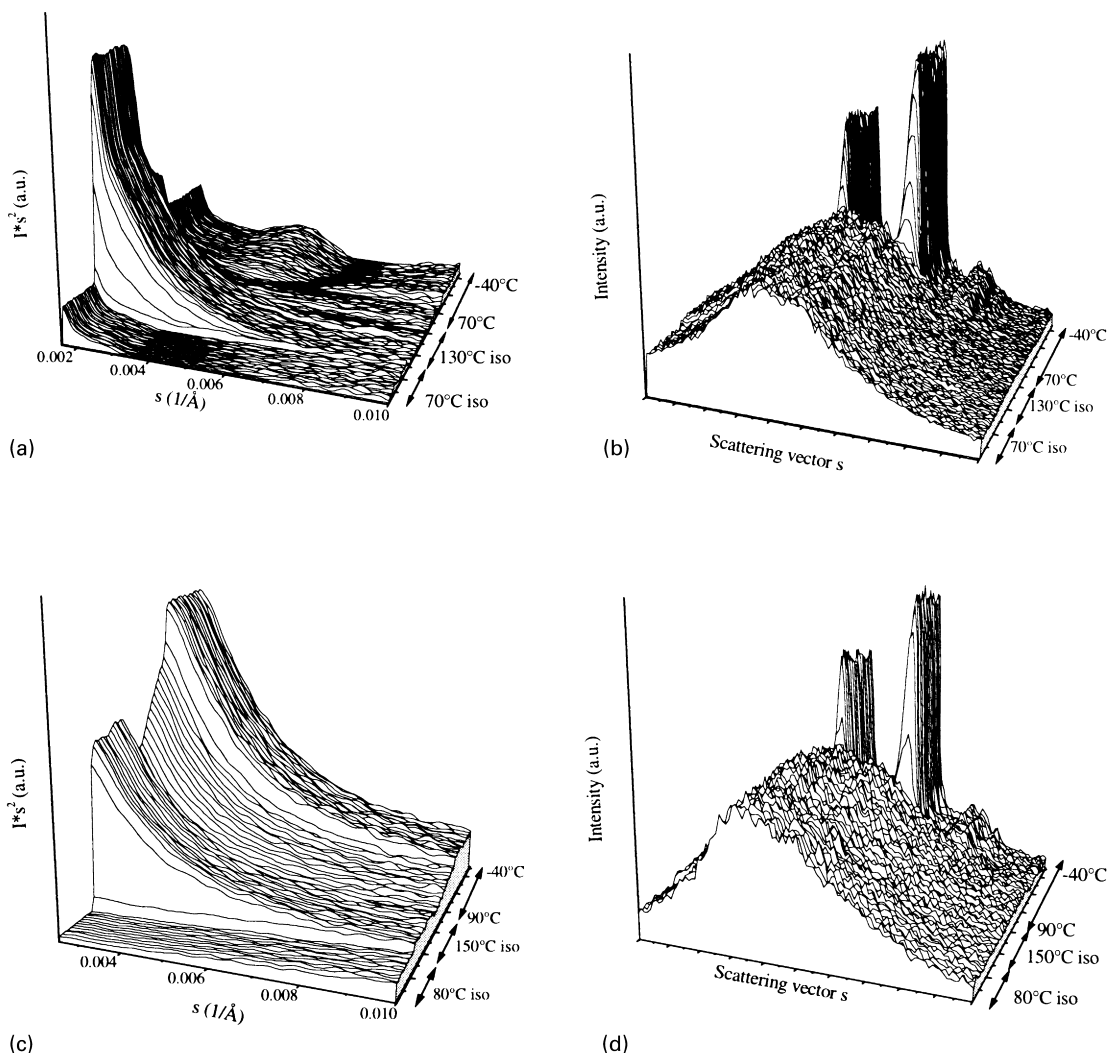 I*s² (a.u.)
0.002
0.004
0.006
0.008
0.010
s (1/Å)
-40°C
70°C
130°C iso
70°C iso
(a)
Intensity (a.u.)
Scattering vector s
-40°C
70°C
130°C iso
70°C iso
(b)
I*s² (a.u.)
0.004
0.006
0.008
0.010
s (1/Å)
-40°C
90°C
150°C iso
80°C iso
(c)
Intensity (a.u.)
Scattering vector s
-40°C
90°C
150°C iso
80°C iso
(d)